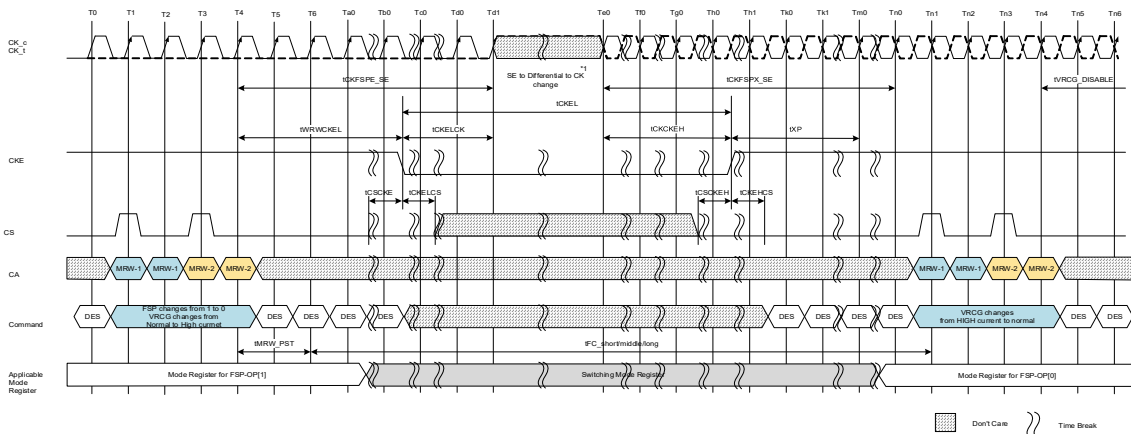 T0 T1 T2 T3 T4 T5 T6 Ta0 Tb0 Tc0 Td0 Td1 Te0 Tf0 Tg0 Th0 Th1 Tk0 Tk1 Tm0 Tn0 Tn1 Tn2 Tn3 Tn4 Tn5 Tn6
CK_c
CK_t
*1
SE to Differential to CK
change
tCKFSPE_SE
tCKFSPX_SE
tVRCG_DISABLE
tCKEL
tWRWCKEL
tCKELCK
tCKCKEH
tXP
CKE
tCSCKE
tCKELCS
tCSCKEH
tCKEHCS
CS
CA
MRW-1 MRW-1 MRW-2 MRW-2 MRW-1 MRW-1 MRW-2 MRW-2
Command
DES
FSP changes from 1 to 0
VRCG changes from
Normal to High curmet
DES DES DES DES DES DES DES DES
VRCG changes
from HIGH current to normal
DES DES
tMRW_PST
tFC_short/middle/long
Applicable
Mode
Register
Mode Register for FSP-OP[1]
Switching Mode Register
Mode Register for FSP-OP[0]
Don't Care
Time Break